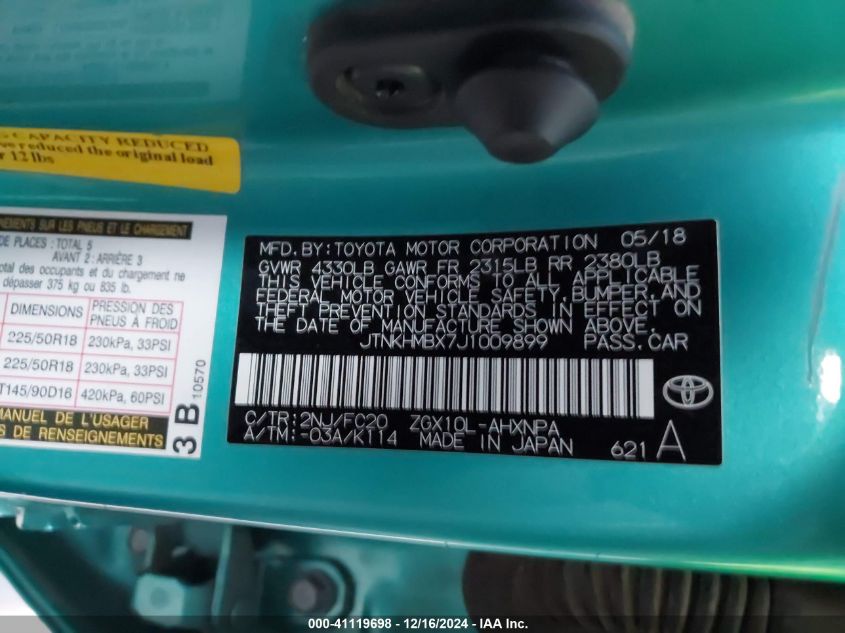 CAPACITY REDUCED
ve reduced the original load
r 12 lbs
NEMENTS SUR LES PNEUS ET LE CHARGEMENT
DE PLACES : TOTAL 5
AVANT 2 : ARRIÈRE 3
total des occupants et du chargement ne
dépasser 375 kg ou 835 lb.
DIMENSIONS PRESSION DES PNEUS À FROID
225/50R18 230kPa, 33PSI
225/50R18 230kPa, 33PSI
T145/90D16 420kPa, 60PSI
MANUEL DE L'USAGER
S DE RENSEIGNEMENTS
3 B 10570
MFD. BY: TOYOTA MOTOR CORPORATION 05/18
GVWR 4330LB GAWR FR 2315LB RR 2380LB
THIS VEHICLE CONFORMS TO ALL APPLICABLE
FEDERAL MOTOR VEHICLE SAFETY, BUMPER, AND
THEFT PREVENTION STANDARDS IN EFFECT ON
THE DATE OF MANUFACTURE SHOWN ABOVE.
JTNKHMBX7J1009899 PASS. CAR
C/TR: 2NJ/FC20 ZGX10L-AHXNPA
A/TM: -03A/K114 MADE IN JAPAN 621 A
000-41119698 - 12/16/2024 - IAA Inc.